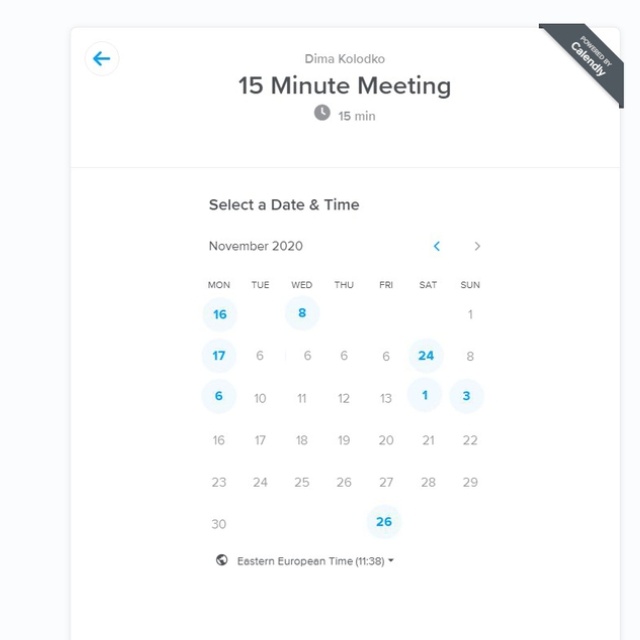 POWERED BY
Calendly
Dima Kolodko
15 Minute Meeting
15 min
Select a Date & Time
November 2020
MON TUE WED THU FRI SAT SUN
16 8 1
17 6 6 6 6 24 8
6 10 11 12 13 1 3
16 17 18 19 20 21 22
23 24 25 26 27 28 29
30 26
Eastern European Time (11:38)